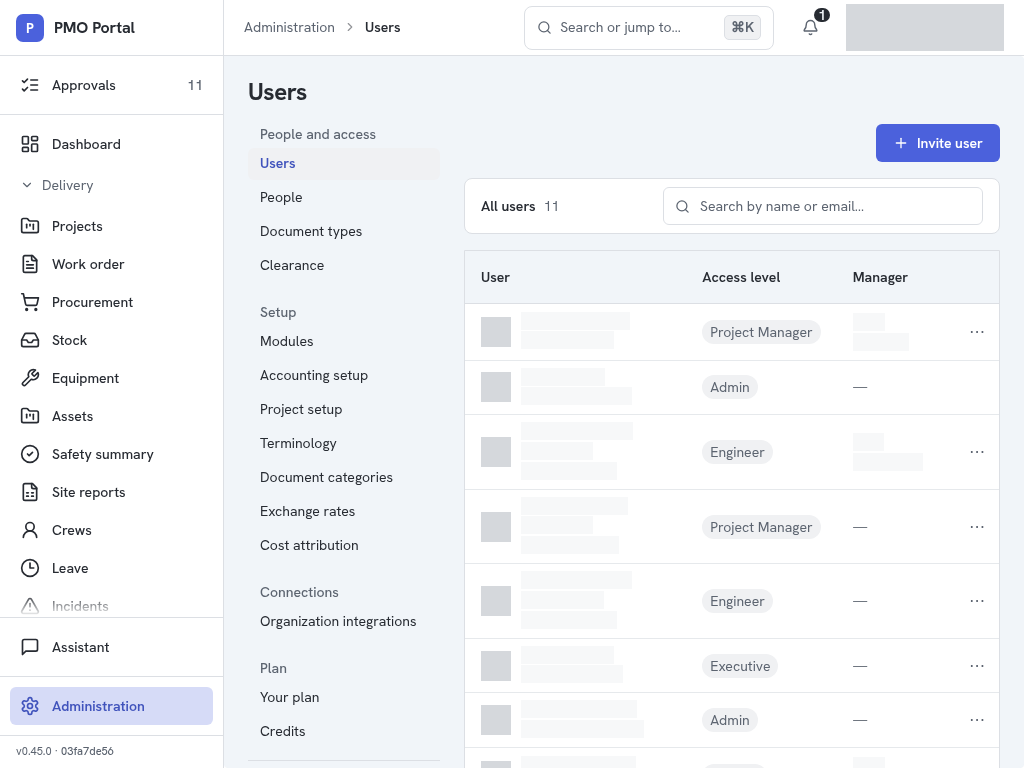 P PMO Portal
Administration > Users
Search or jump to...
⌘K
1
Approvals 11
Dashboard
Delivery
Projects
Work order
Procurement
Stock
Equipment
Assets
Safety summary
Site reports
Crews
Leave
Incidents
Assistant
Administration
v0.45.0 · 03fa7de56
Users
People and access
Users
People
Document types
Clearance
Setup
Modules
Accounting setup
Project setup
Terminology
Document categories
Exchange rates
Cost attribution
Connections
Organization integrations
Plan
Your plan
Credits
+ Invite user
All users 11
Search by name or email...
User Access level Manager
Project Manager ...
Admin —
Engineer ...
Project Manager — ...
Engineer — ...
Executive — ...
Admin — ...